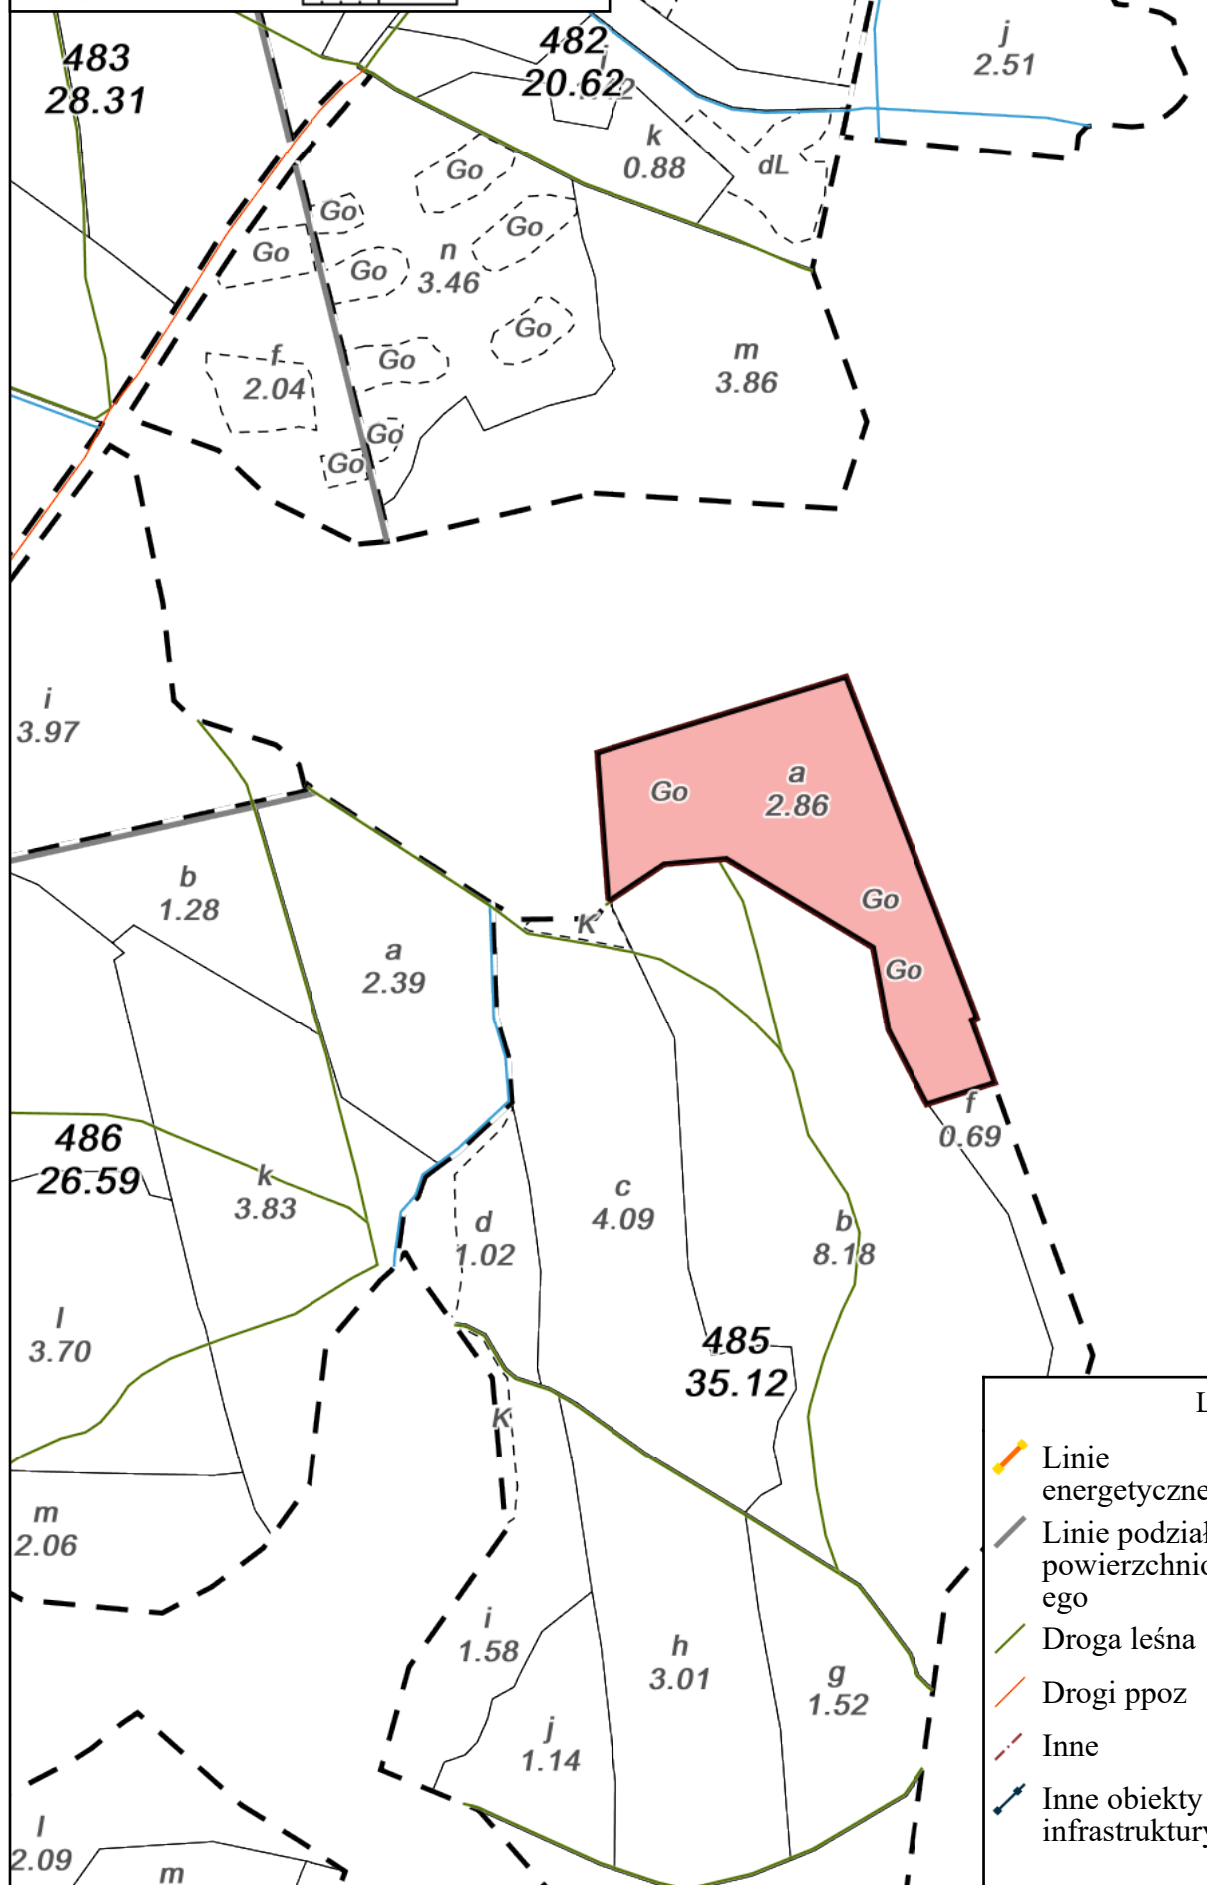 483
28.31
482
20.62
j
2.51
k
0.88
dL
Go
Go
Go
Go
Go
n
3.46
Go
Go
f
2.04
m
3.86
Go
Go
i
3.97
Go
a
2.86
b
1.28
Go
K
a
2.39
Go
f
0.69
486
26.59
k
3.83
c
4.09
d
1.02
b
8.18
l
3.70
485
35.12
K
m
2.06
i
1.58
h
3.01
g
1.52
j
1.14
l
2.09
m
L
Linie
energetyczne
Linie podział
powierzchnio
ego
Droga leśna
Drogi ppoz
Inne
Inne obiekty
infrastruktury